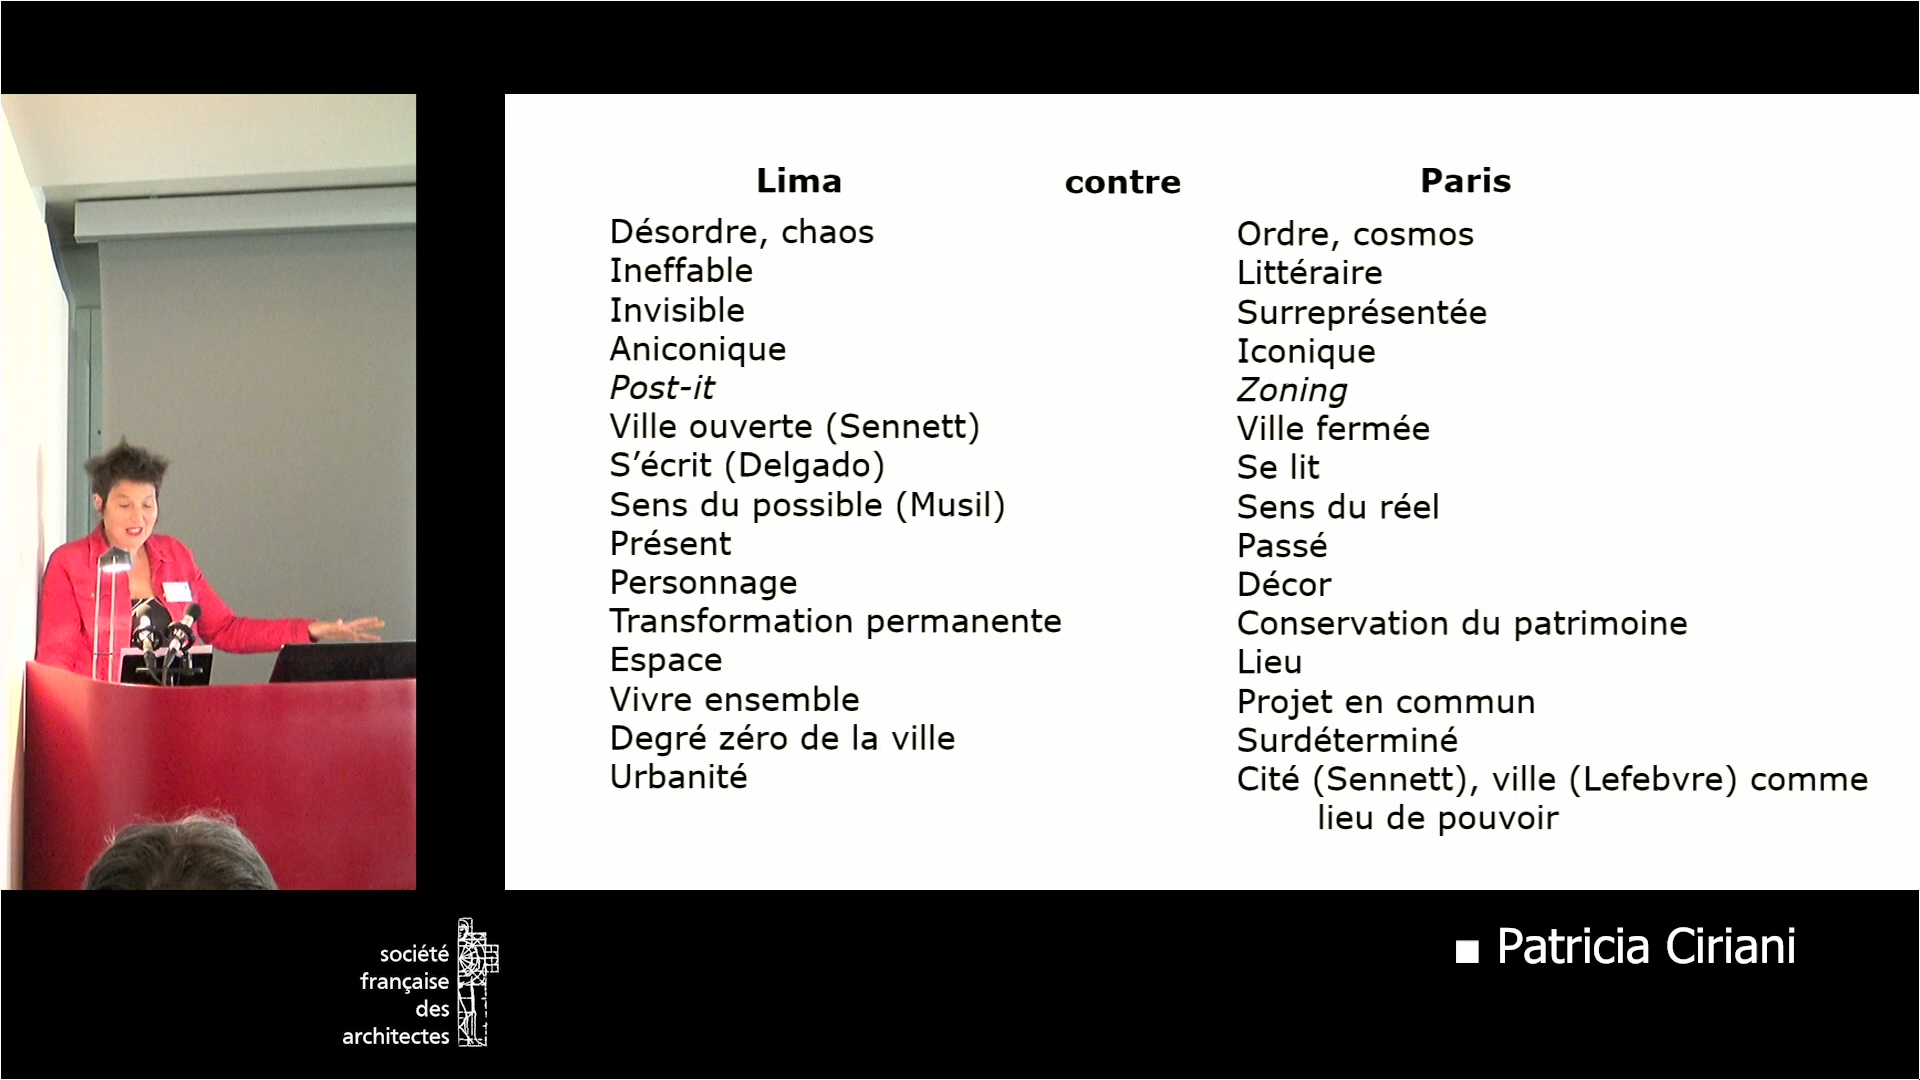 Lima contre Paris
Désordre, chaos
Ineffable
Invisible
Aniconique
Post-it
Ville ouverte (Sennett)
S’écrit (Delgado)
Sens du possible (Musil)
Présent
Personnage
Transformation permanente
Espace
Vivre ensemble
Degré zéro de la ville
Urbanité
Ordre, cosmos
Littéraire
Surreprésentée
Iconique
Zoning
Ville fermée
Se lit
Sens du réel
Passé
Décor
Conservation du patrimoine
Lieu
Projet en commun
Surdéterminé
Cité (Sennett), ville (Lefebvre) comme
lieu de pouvoir
société
française
des
architectes
Patricia Ciriani